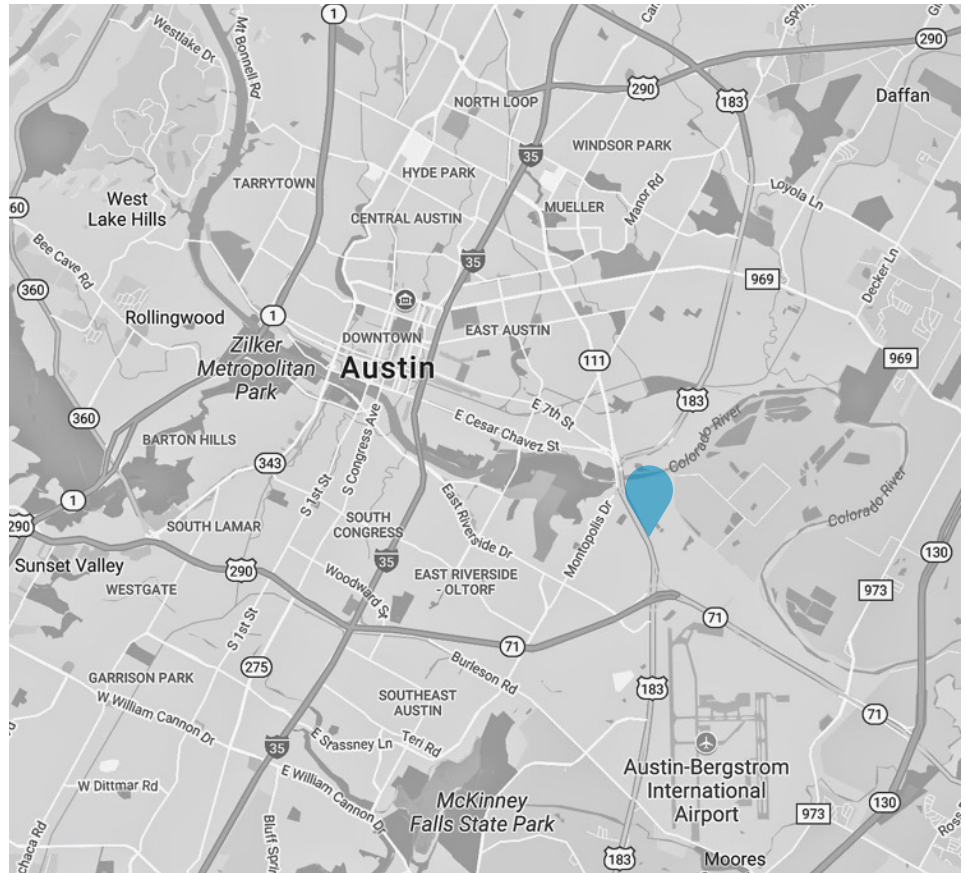 1
290
Westlake Dr
Mt Bonnell Rd
290
183
Daffan
NORTH LOOP
35
WINDSOR PARK
HYDE PARK
TARRYTOWN
West
Lake Hills
Loyola Ln
Manor Rd
MUELLER
CENTRAL AUSTIN
60
Bee Cave Rd
35
969
Decker Ln
360
Rollingwood
1
DOWNTOWN
EAST AUSTIN
Zilker
Metropolitan
Park
Austin
111
969
183
E 7th St
E Cesar Chavez St
Colorado River
360
BARTON HILLS
343
S 1st St
S Congress Ave
1
290
SOUTH LAMAR
SOUTH
CONGRESS
East Riverside Dr
Montopolis Dr
Colorado River
130
Sunset Valley
290
35
WESTGATE
Woodward St
EAST RIVERSIDE
- OLTORF
973
S 1st St
71
71
275
Burleson Rd
GARRISON PARK
W William Cannon Dr
SOUTHEAST
AUSTIN
183
71
E Stassney Ln
Teri Rd
35
Austin-Bergstrom
International
Airport
W Dittmar Rd
E William Cannon Dr
McKinney
Falls State Park
130
973
183
Moores